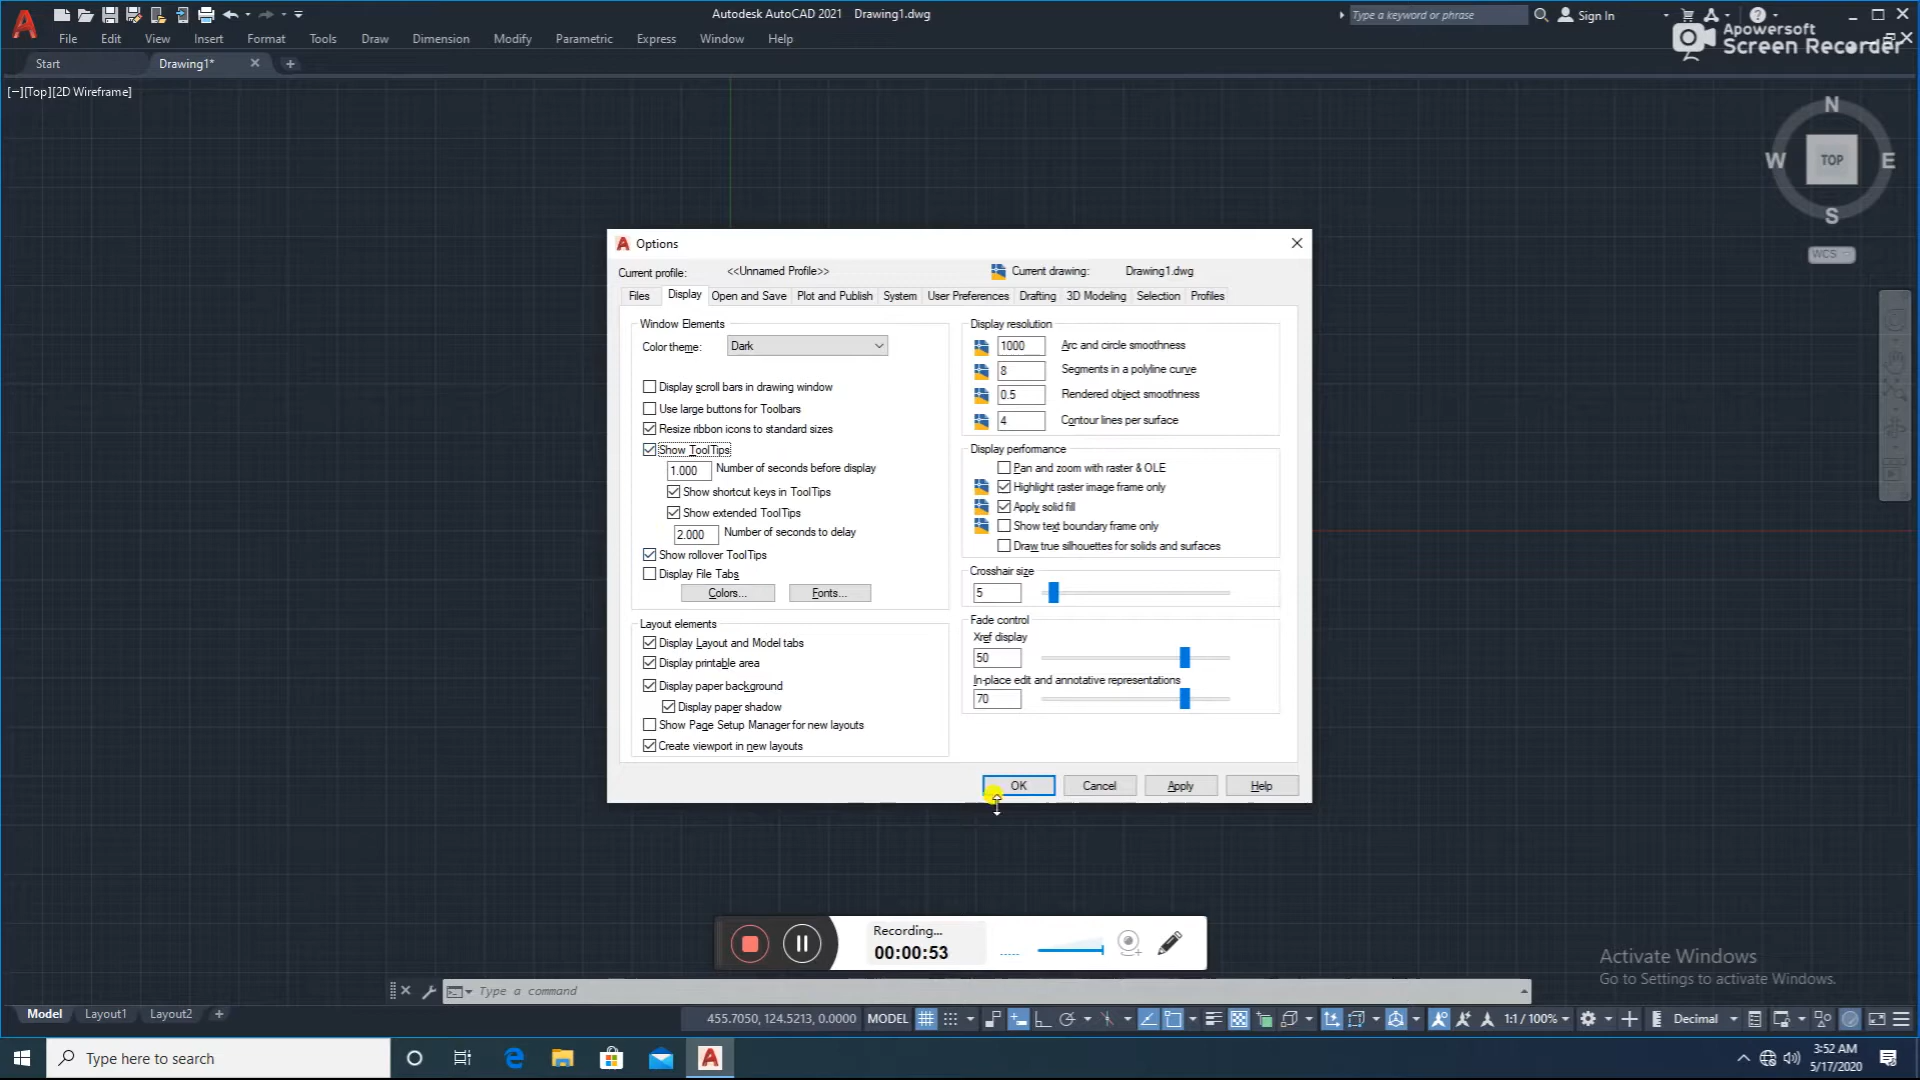 Autodesk AutoCAD 2021 Drawing1.dwg
Type a keyword or phrase
Sign In
File Edit View Insert Format Tools Draw Dimension Modify Parametric Express Window Help
Apowersoft
Screen Recorder
Start
Drawing1*
[−][Top][2D Wireframe]
N
W
TOP
E
S
WCS
Options
Current profile: <<Unnamed Profile>> Current drawing: Drawing1.dwg
Files Display Open and Save Plot and Publish System User Preferences Drafting 3D Modeling Selection Profiles
Window Elements
Color theme: Dark
Display scroll bars in drawing window
Use large buttons for Toolbars
Resize ribbon icons to standard sizes
Show ToolTips
1.000 Number of seconds before display
Show shortcut keys in ToolTips
Show extended ToolTips
2.000 Number of seconds to delay
Show rollover ToolTips
Display File Tabs
Colors... Fonts...
Layout elements
Display Layout and Model tabs
Display printable area
Display paper background
Display paper shadow
Show Page Setup Manager for new layouts
Create viewport in new layouts
Display resolution
1000 Arc and circle smoothness
8 Segments in a polyline curve
0.5 Rendered object smoothness
4 Contour lines per surface
Display performance
Pan and zoom with raster & OLE
Highlight raster image frame only
Apply solid fill
Show text boundary frame only
Draw true silhouettes for solids and surfaces
Crosshair size
5
Fade control
Xref display
50
In-place edit and annotative representations
70
OK Cancel Apply Help
Recording...
00:00:53
Activate Windows
Go to Settings to activate Windows.
Type a command
Model Layout1 Layout2
455.7050, 124.5213, 0.0000 MODEL 1:1 / 100% Decimal
Type here to search
3:52 AM
5/17/2020